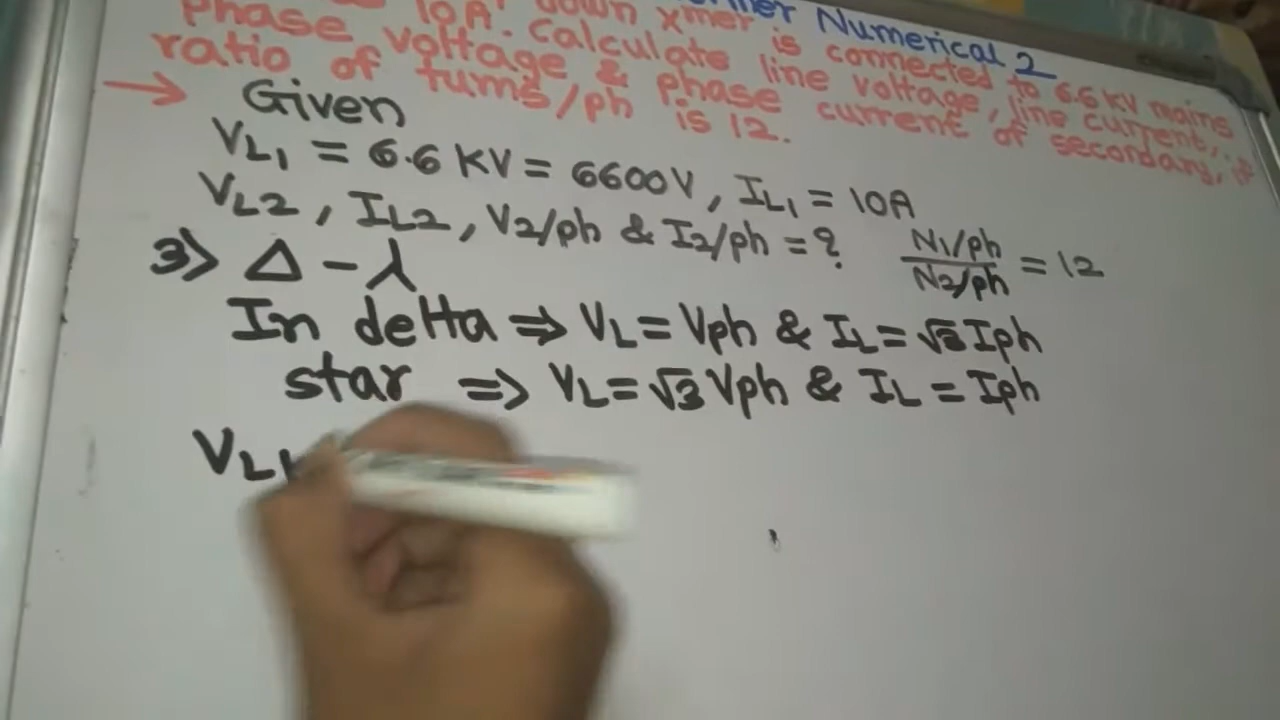 Numerical 2
10A. down xmer is connected to 6.6 KV mains
Phase voltage & Calculate line voltage, line current,
ratio of turns/ph is 12. phase current of secondary, if
→ Given
VL1 = 6.6 KV = 6600V, IL1 = 10A
VL2, IL2, V2/ph & I2/ph = ? N1/ph / N2/ph = 12
3> Δ - λ
In delta ⇒ VL = Vph & IL = √3 Iph
star => VL = √3 Vph & IL = Iph
VL1